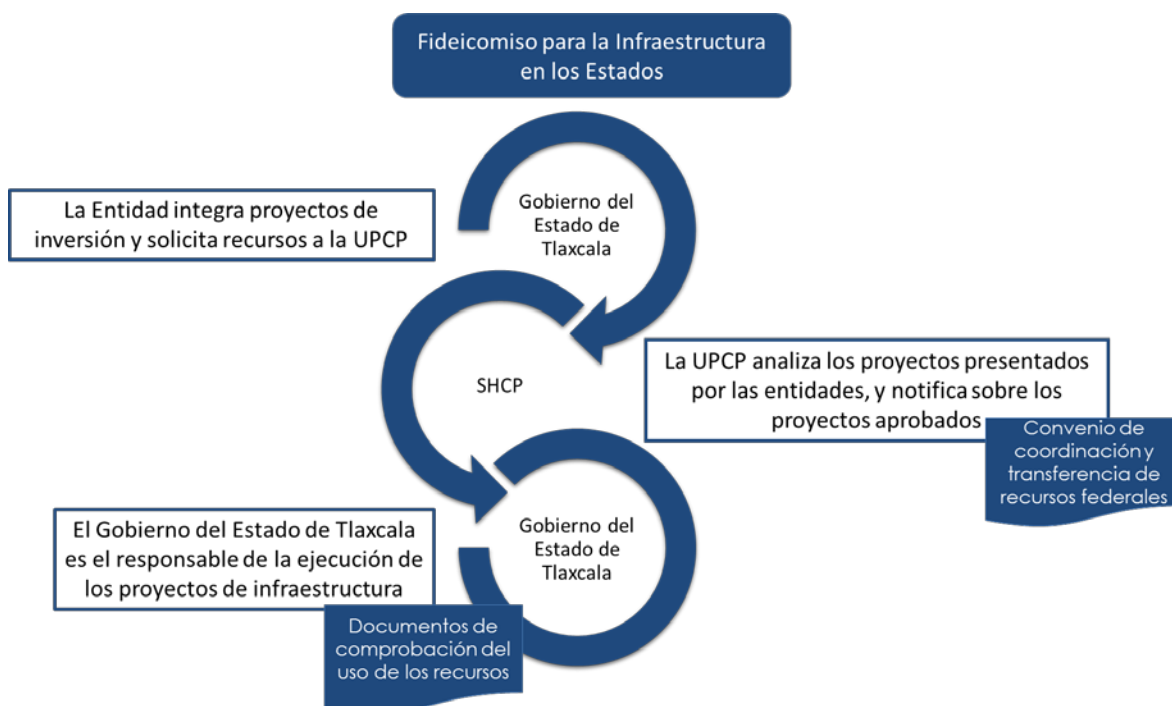 Fideicomiso para la Infraestructura
en los Estados
Gobierno del
Estado de
Tlaxcala
La Entidad integra proyectos de
inversión y solicita recursos a la UPCP
SHCP
La UPCP analiza los proyectos presentados
por las entidades, y notifica sobre los
proyectos aprobados
Convenio de
coordinación y
transferencia de
recursos federales
El Gobierno del Estado de Tlaxcala
es el responsable de la ejecución de
los proyectos de infraestructura
Gobierno del
Estado de
Tlaxcala
Documentos de
comprobación del
uso de los recursos